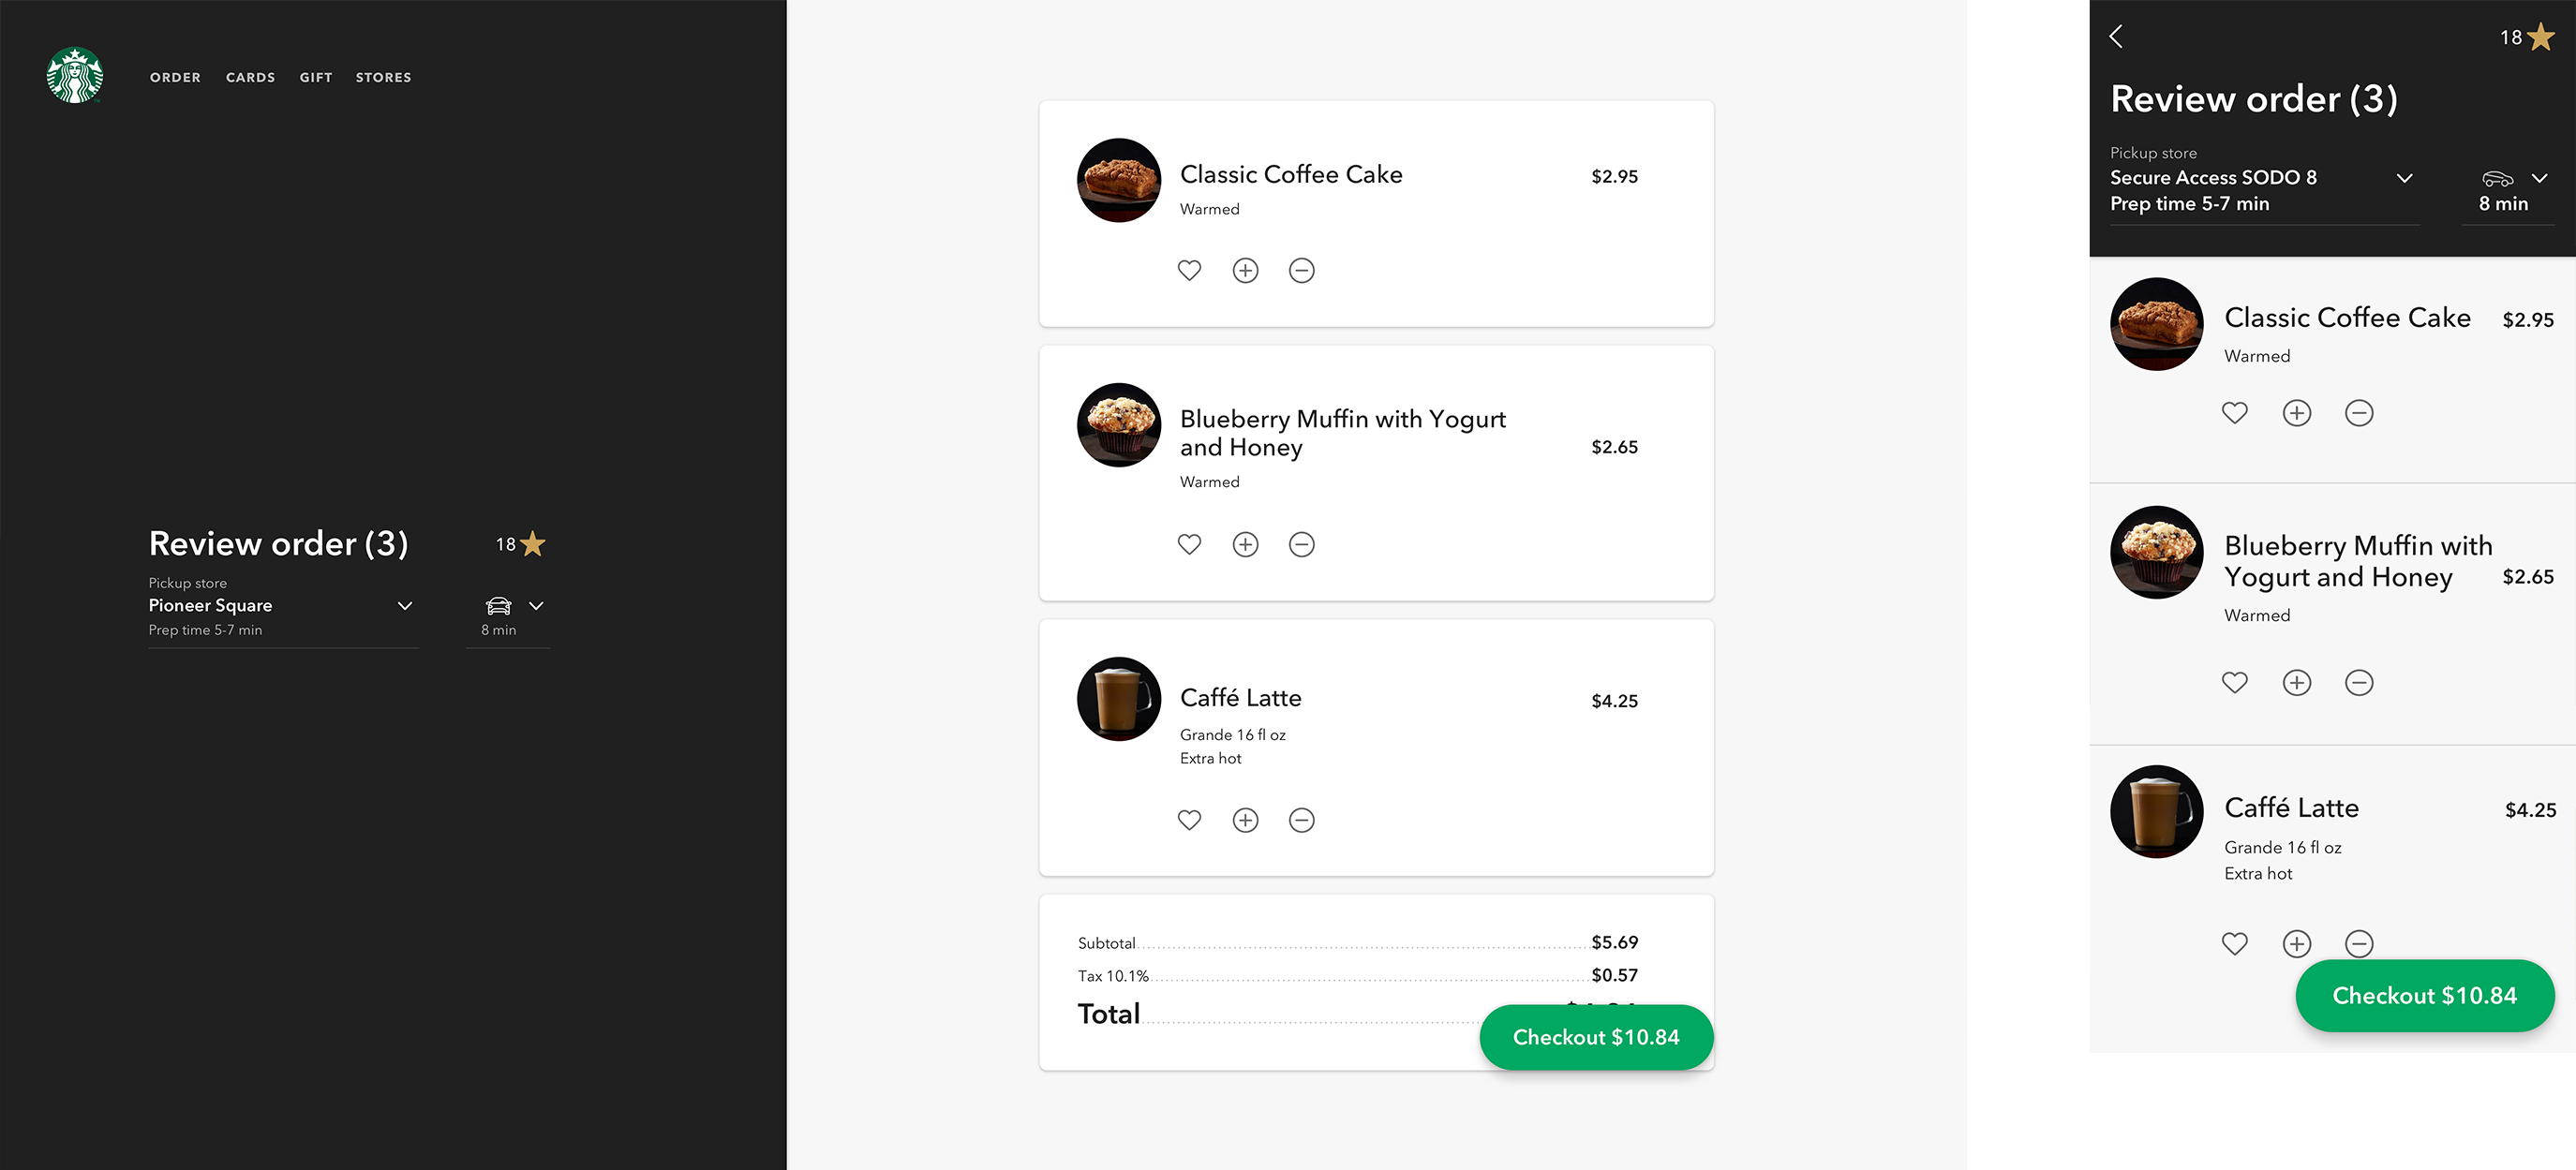 ORDER CARDS GIFT STORES
Review order (3)
18
Pickup store
Pioneer Square
Prep time 5-7 min
8 min
Classic Coffee Cake
$2.95
Warmed
Blueberry Muffin with Yogurt
and Honey
$2.65
Warmed
Caffé Latte
$4.25
Grande 16 fl oz
Extra hot
Subtotal $5.69
Tax 10.1% $0.57
Total
Checkout $10.84
18
Review order (3)
Pickup store
Secure Access SODO 8
Prep time 5-7 min
8 min
Classic Coffee Cake
$2.95
Warmed
Blueberry Muffin with
Yogurt and Honey
$2.65
Warmed
Caffé Latte
$4.25
Grande 16 fl oz
Extra hot
Checkout $10.84